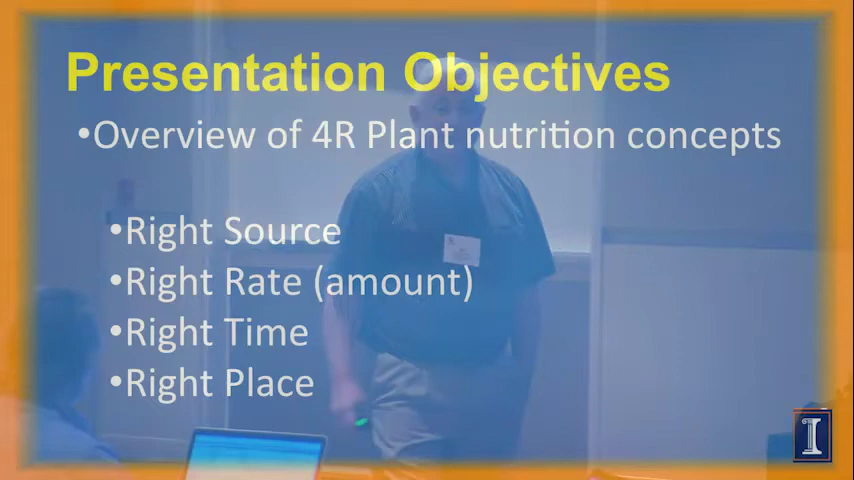 Presentation Objectives
•Overview of 4R Plant nutrition concepts
•Right Source
•Right Rate (amount)
•Right Time
•Right Place
I